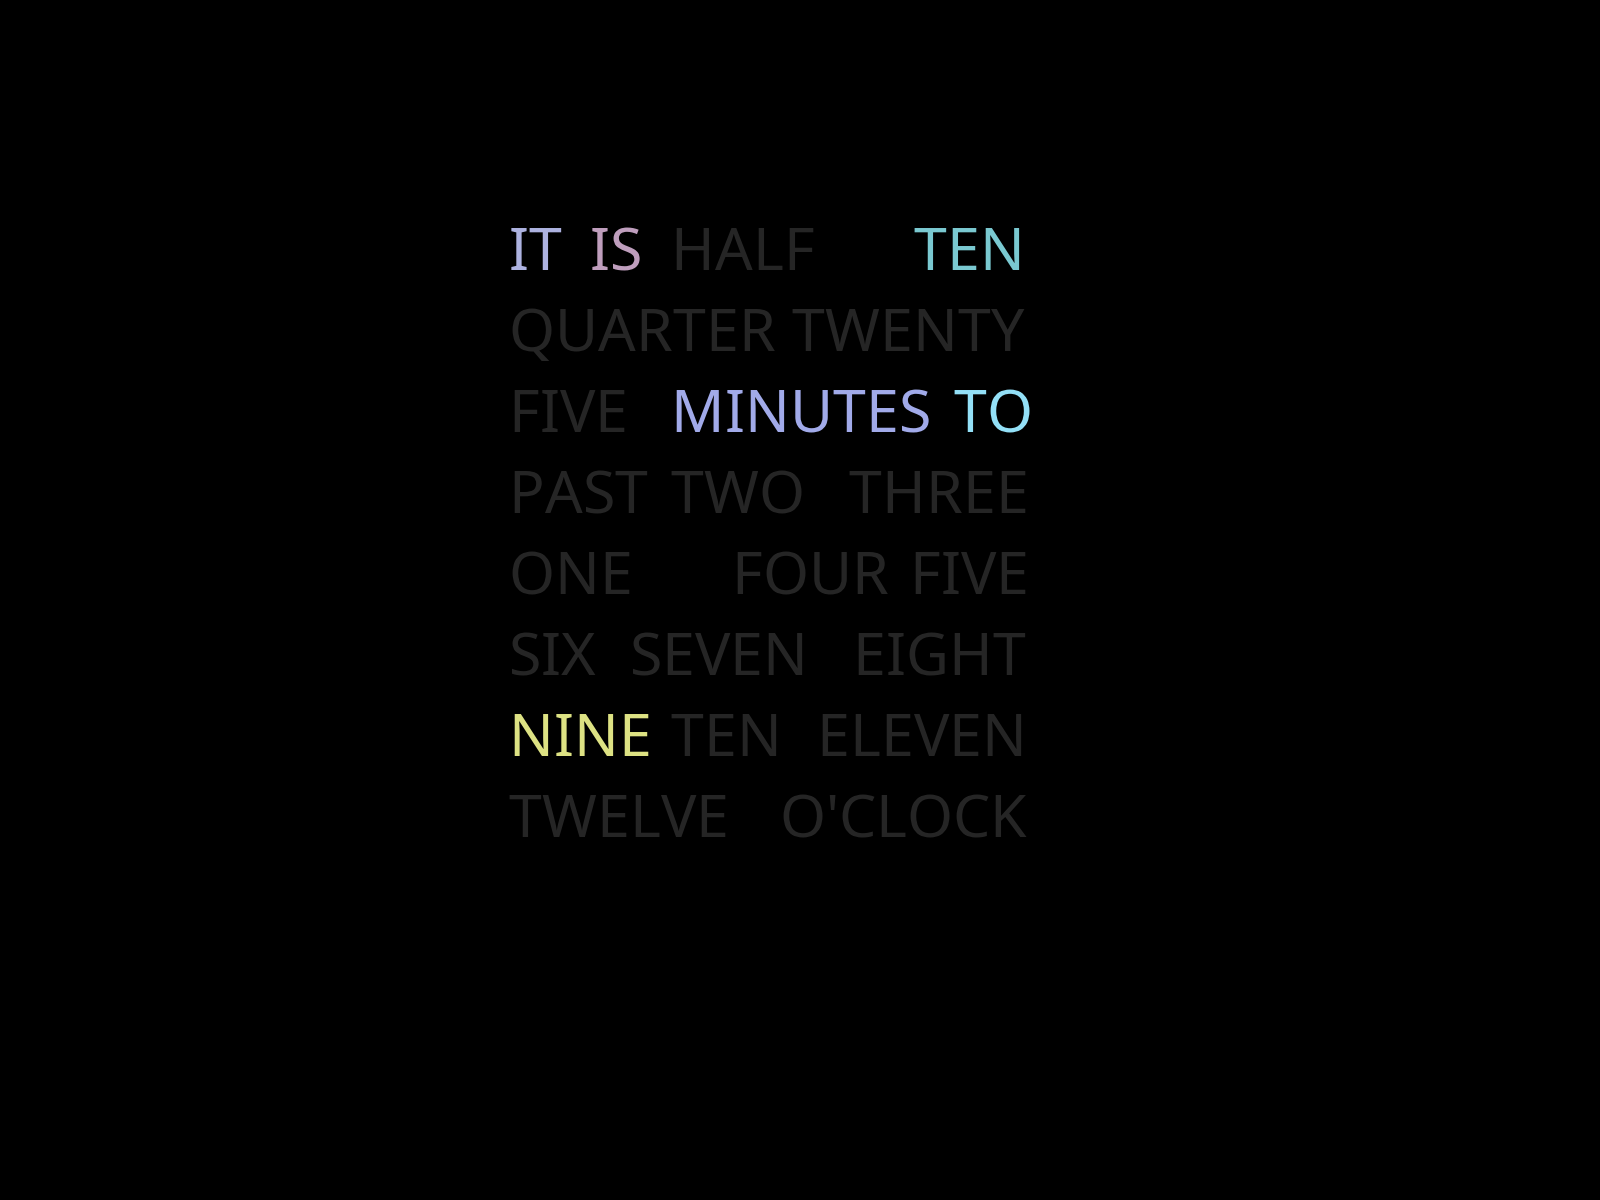 IT IS HALF TEN
QUARTER TWENTY
FIVE MINUTES TO
PAST TWO THREE
ONE FOUR FIVE
SIX SEVEN EIGHT
NINE TEN ELEVEN
TWELVE O'CLOCK